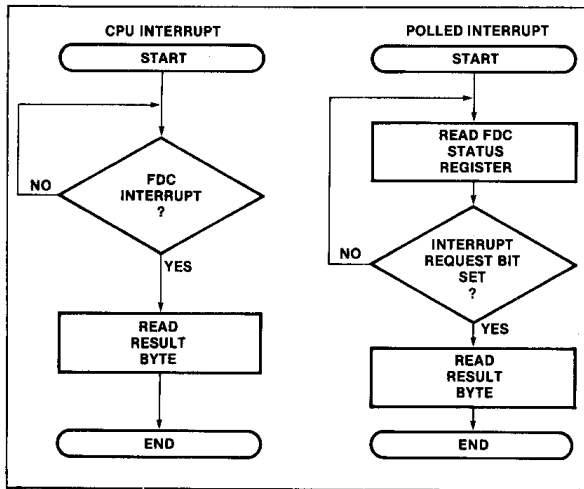 CPU INTERRUPT
START
FDC
INTERRUPT
?
NO
YES
READ
RESULT
BYTE
END
POLLED INTERRUPT
START
READ FDC
STATUS
REGISTER
INTERRUPT
REQUEST BIT
SET
?
NO
YES
READ
RESULT
BYTE
END